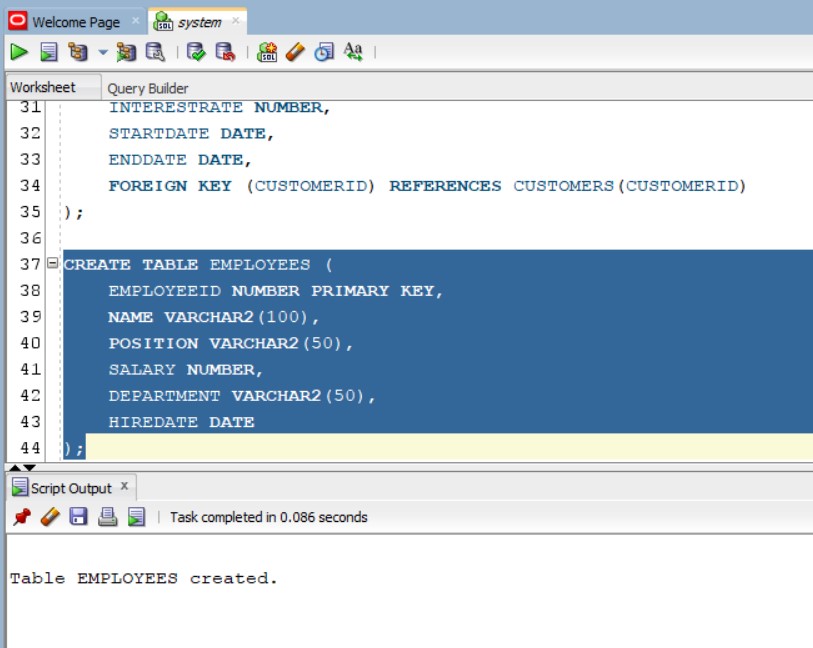 Welcome Page × system ×
Worksheet Query Builder
31 INTERESTRATE NUMBER,
32 STARTDATE DATE,
33 ENDDATE DATE,
34 FOREIGN KEY (CUSTOMERID) REFERENCES CUSTOMERS(CUSTOMERID)
35 );
36
37 CREATE TABLE EMPLOYEES (
38 EMPLOYEEID NUMBER PRIMARY KEY,
39 NAME VARCHAR2(100),
40 POSITION VARCHAR2(50),
41 SALARY NUMBER,
42 DEPARTMENT VARCHAR2(50),
43 HIREDATE DATE
44 );
Script Output ×
Task completed in 0.086 seconds
Table EMPLOYEES created.